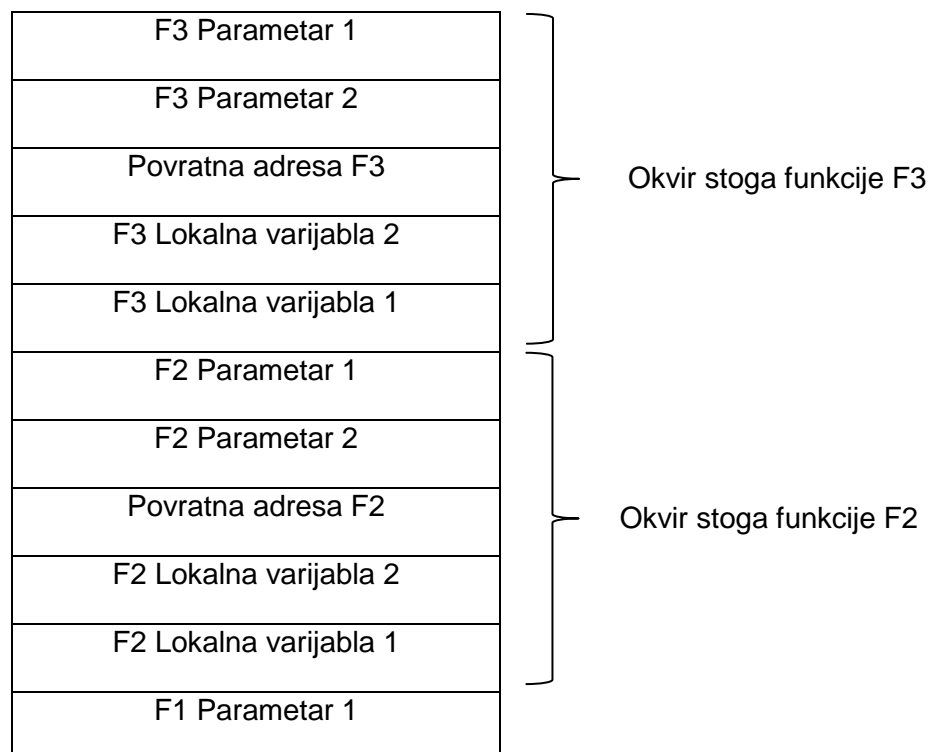 F3 Parametar 1
F3 Parametar 2
Povratna adresa F3
Okvir stoga funkcije F3
F3 Lokalna varijabla 2
F3 Lokalna varijabla 1
F2 Parametar 1
F2 Parametar 2
Povratna adresa F2
Okvir stoga funkcije F2
F2 Lokalna varijabla 2
F2 Lokalna varijabla 1
F1 Parametar 1